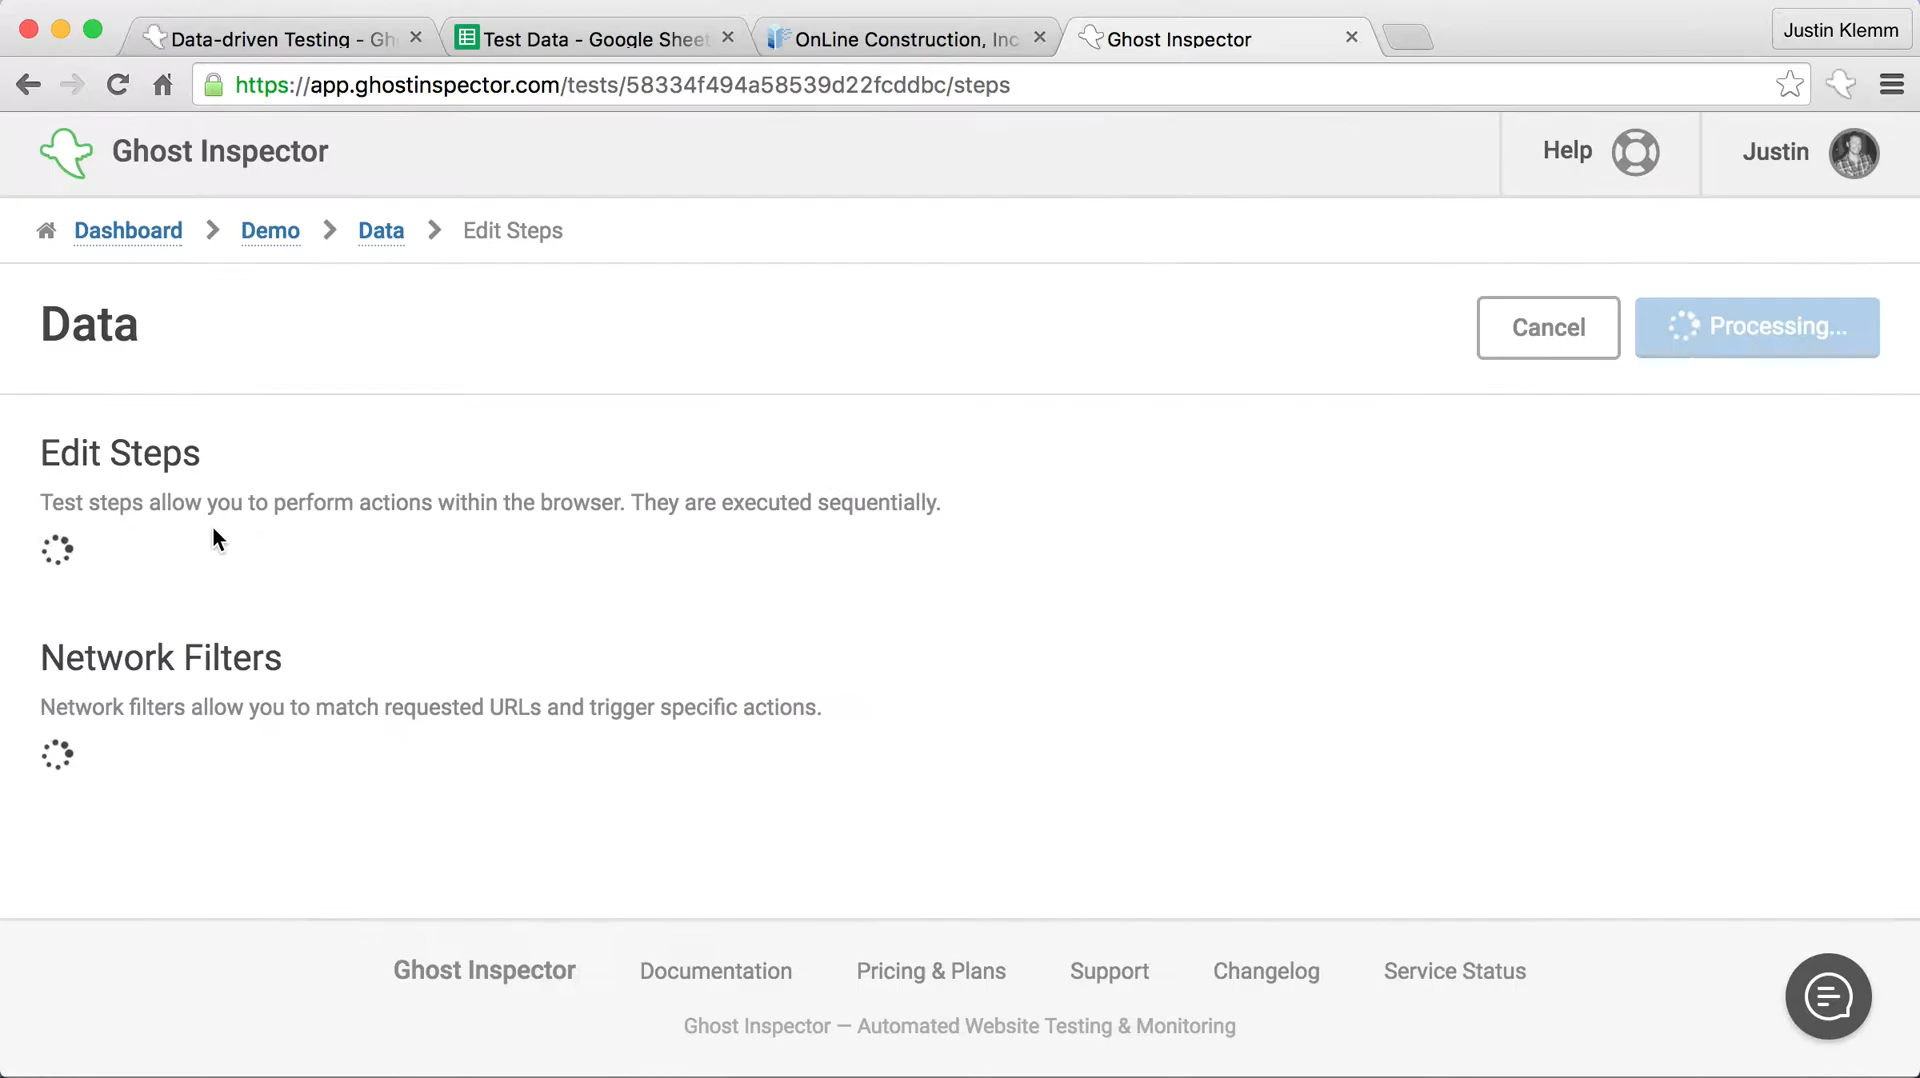 Data-driven Testing - Gh
Test Data - Google Sheet
OnLine Construction, Inc
Ghost Inspector
Justin Klemm
https://app.ghostinspector.com/tests/58334f494a58539d22fcddbc/steps
Ghost Inspector
Help
Justin
Dashboard
Demo
Data
Edit Steps
Data
Cancel
Processing...
Edit Steps
Test steps allow you to perform actions within the browser. They are executed sequentially.
Network Filters
Network filters allow you to match requested URLs and trigger specific actions.
Ghost Inspector
Documentation
Pricing & Plans
Support
Changelog
Service Status
Ghost Inspector — Automated Website Testing & Monitoring